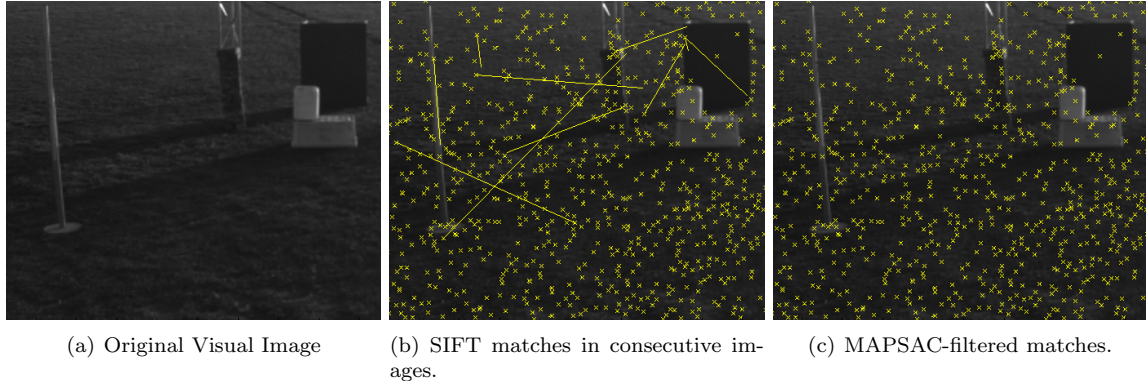 (a) Original Visual Image
(b) SIFT matches in consecutive im-
ages.
(c) MAPSAC-filtered matches.